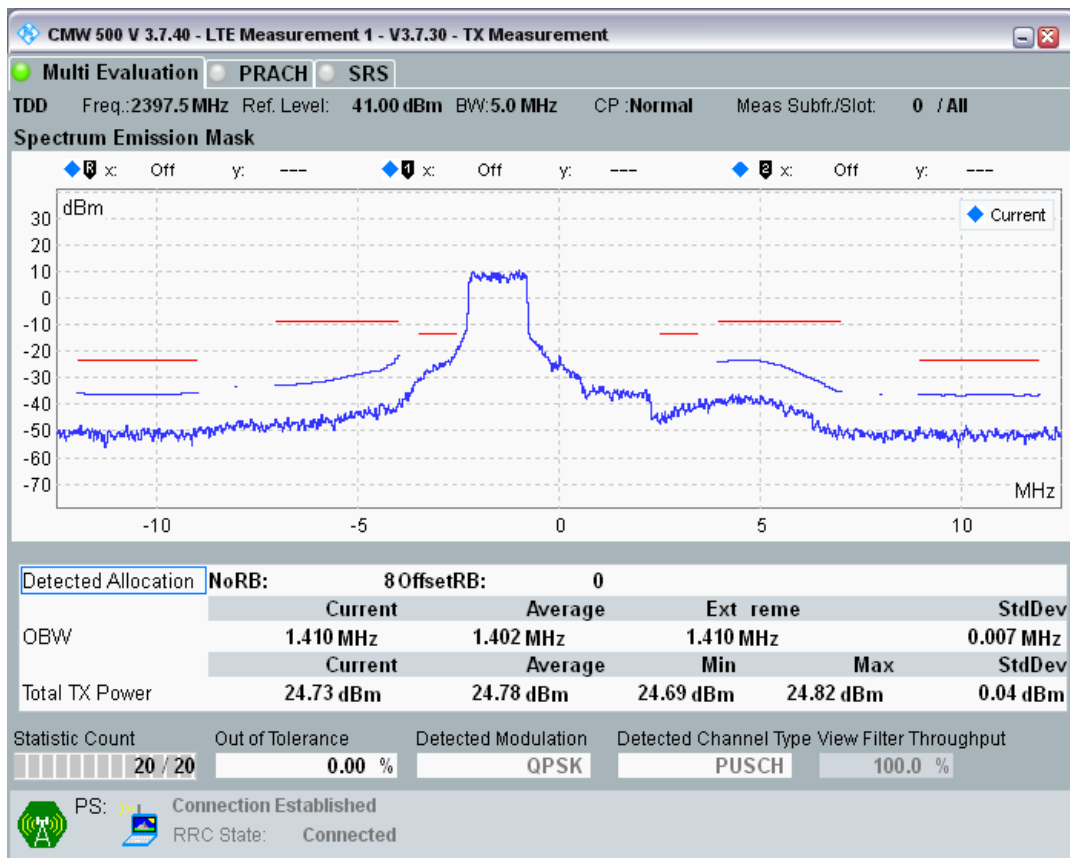 CMW 500 V 3.7.40 - LTE Measurement 1 - V3.7.30 - TX Measurement
Multi Evaluation PRACH SRS
TDD Freq.:2397.5 MHz Ref. Level: 41.00 dBm BW:5.0 MHz CP :Normal Meas Subfr./Slot: 0 / All
Spectrum Emission Mask
R x: Off y: --- 1 x: Off y: --- 2 x: Off y: ---
dBm
Current
30
20
10
0
-10
-20
-30
-40
-50
-60
-70
MHz
-10 -5 0 5 10
Detected Allocation NoRB: 8 OffsetRB: 0
Current Average Ext reme StdDev
OBW 1.410 MHz 1.402 MHz 1.410 MHz 0.007 MHz
Current Average Min Max StdDev
Total TX Power 24.73 dBm 24.78 dBm 24.69 dBm 24.82 dBm 0.04 dBm
Statistic Count Out of Tolerance Detected Modulation Detected Channel Type View Filter Throughput
20 / 20 0.00 % QPSK PUSCH 100.0 %
PS: Connection Established
RRC State: Connected